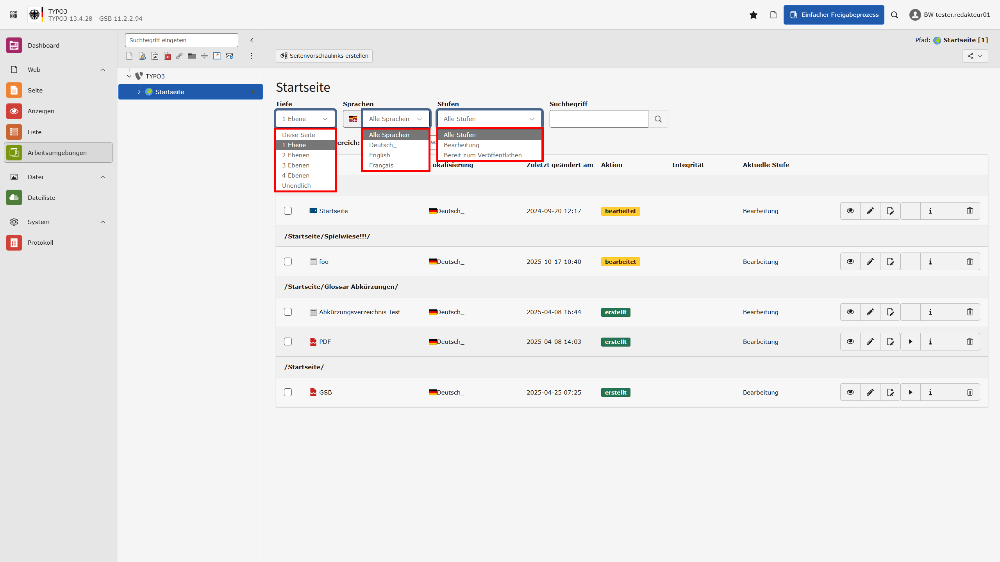 TYPO3
TYPO3 13.4.28 - GSB 11.2.2.94
Einfacher Freigabeprozess
BW tester.redakteur01
Dashboard
Web
Seite
Anzeigen
Liste
Arbeitsumgebungen
Datei
Dateiliste
System
Protokoll
Suchbegriff eingeben
TYPO3
Startseite
Pfad: Startseite [1]
Seitenvorschaulinks erstellen
Startseite
Tiefe Sprachen Stufen Suchbegriff
1 Ebene Alle Sprachen Alle Stufen
Diese Seite
1 Ebene
2 Ebenen
3 Ebenen
4 Ebenen
Unendlich
Alle Sprachen
Deutsch_
English
Français
Alle Stufen
Bearbeitung
Bereit zum Veröffentlichen
Zuletzt geändert am Aktion Integrität Aktuelle Stufe
Startseite Deutsch_ 2024-09-20 12:17 bearbeitet Bearbeitung
/Startseite/Spielwiese!!!/
foo Deutsch_ 2025-10-17 10:40 bearbeitet Bearbeitung
/Startseite/Glossar Abkürzungen/
Abkürzungsverzeichnis Test Deutsch_ 2025-04-08 16:44 erstellt Bearbeitung
PDF Deutsch_ 2025-04-08 14:03 erstellt Bearbeitung
/Startseite/
GSB Deutsch_ 2025-04-25 07:25 erstellt Bearbeitung